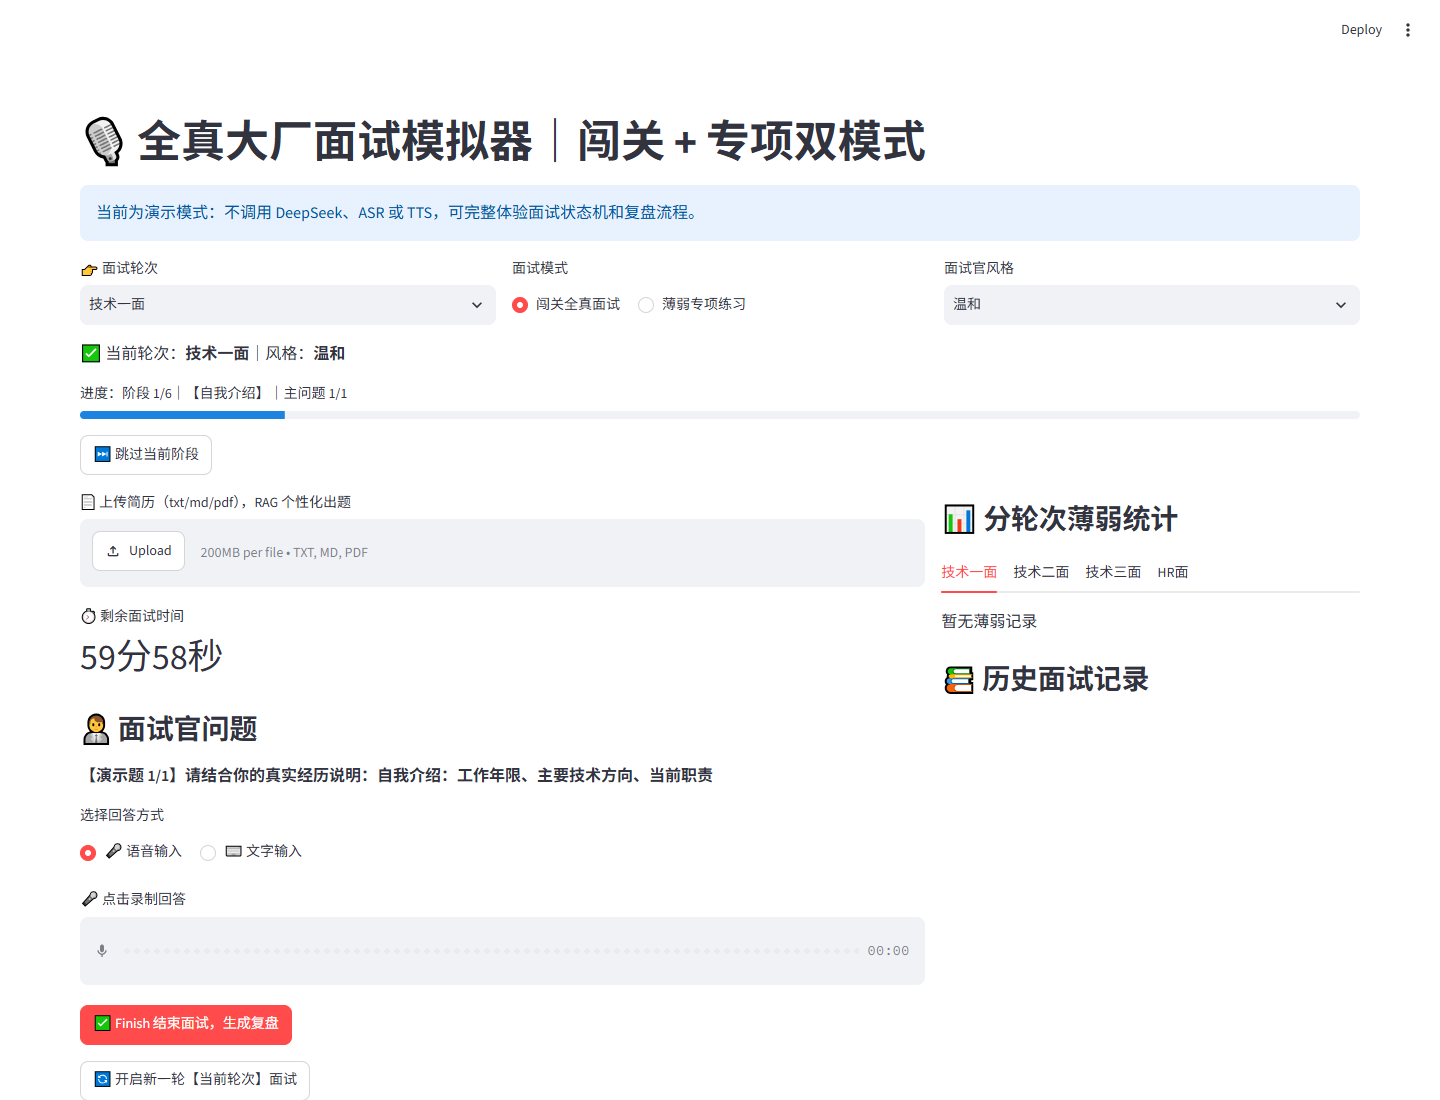 Deploy
全真大厂面试模拟器｜闯关 + 专项双模式
当前为演示模式：不调用 DeepSeek、ASR 或 TTS，可完整体验面试状态机和复盘流程。
👉 面试轮次
面试模式
面试官风格
技术一面
闯关全真面试
薄弱专项练习
温和
✅ 当前轮次：技术一面｜风格：温和
进度：阶段 1/6｜【自我介绍】｜主问题 1/1
⏭️ 跳过当前阶段
📄 上传简历（txt/md/pdf），RAG 个性化出题
Upload
200MB per file • TXT, MD, PDF
⏱️ 剩余面试时间
59分58秒
📊 分轮次薄弱统计
技术一面
技术二面
技术三面
HR面
暂无薄弱记录
📚 历史面试记录
面试官问题
【演示题 1/1】请结合你的真实经历说明：自我介绍：工作年限、主要技术方向、当前职责
选择回答方式
🎤 语音输入
⌨️ 文字输入
🎤 点击录制回答
00:00
✅ Finish 结束面试，生成复盘
🔄 开启新一轮【当前轮次】面试